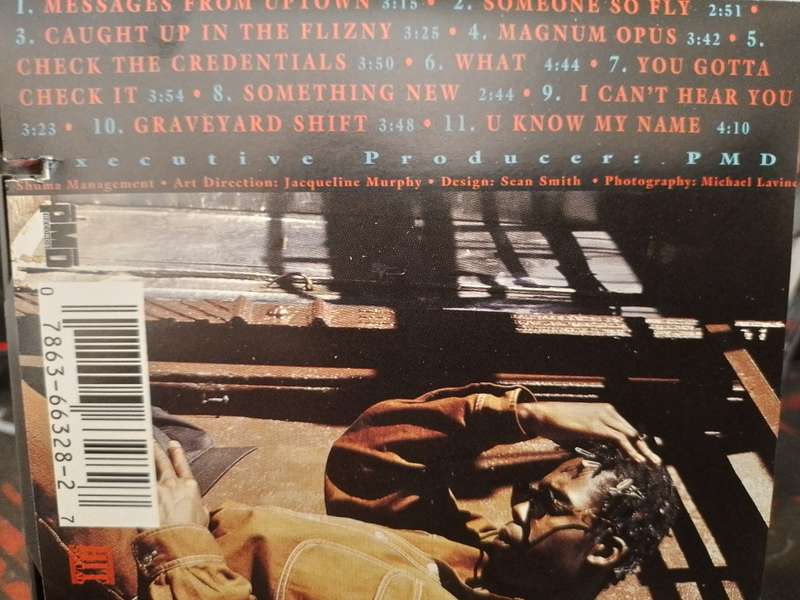 1. MESSAGES FROM UPTOWN 3:15 • 2. SOMEONE SO FLY 2:51 •
3. CAUGHT UP IN THE FLIZNY 3:25 • 4. MAGNUM OPUS 3:42 • 5.
CHECK THE CREDENTIALS 3:50 • 6. WHAT 4:44 • 7. YOU GOTTA
CHECK IT 3:54 • 8. SOMETHING NEW 2:44 • 9. I CAN'T HEAR YOU
3:23 • 10. GRAVEYARD SHIFT 3:48 • 11. U KNOW MY NAME 4:10
xecutive Producer: PMD
Shuma Management • Art Direction: Jacqueline Murphy • Design: Sean Smith • Photography: Michael Lavine
PMD
records
0 7863-66328-2 7